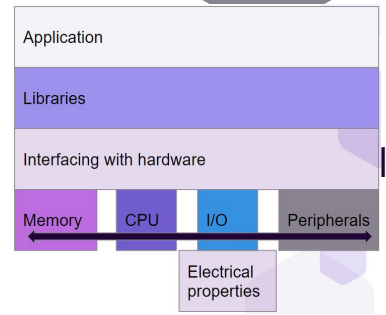 Application
Libraries
Interfacing with hardware
Memory CPU I/O Peripherals
Electrical
properties